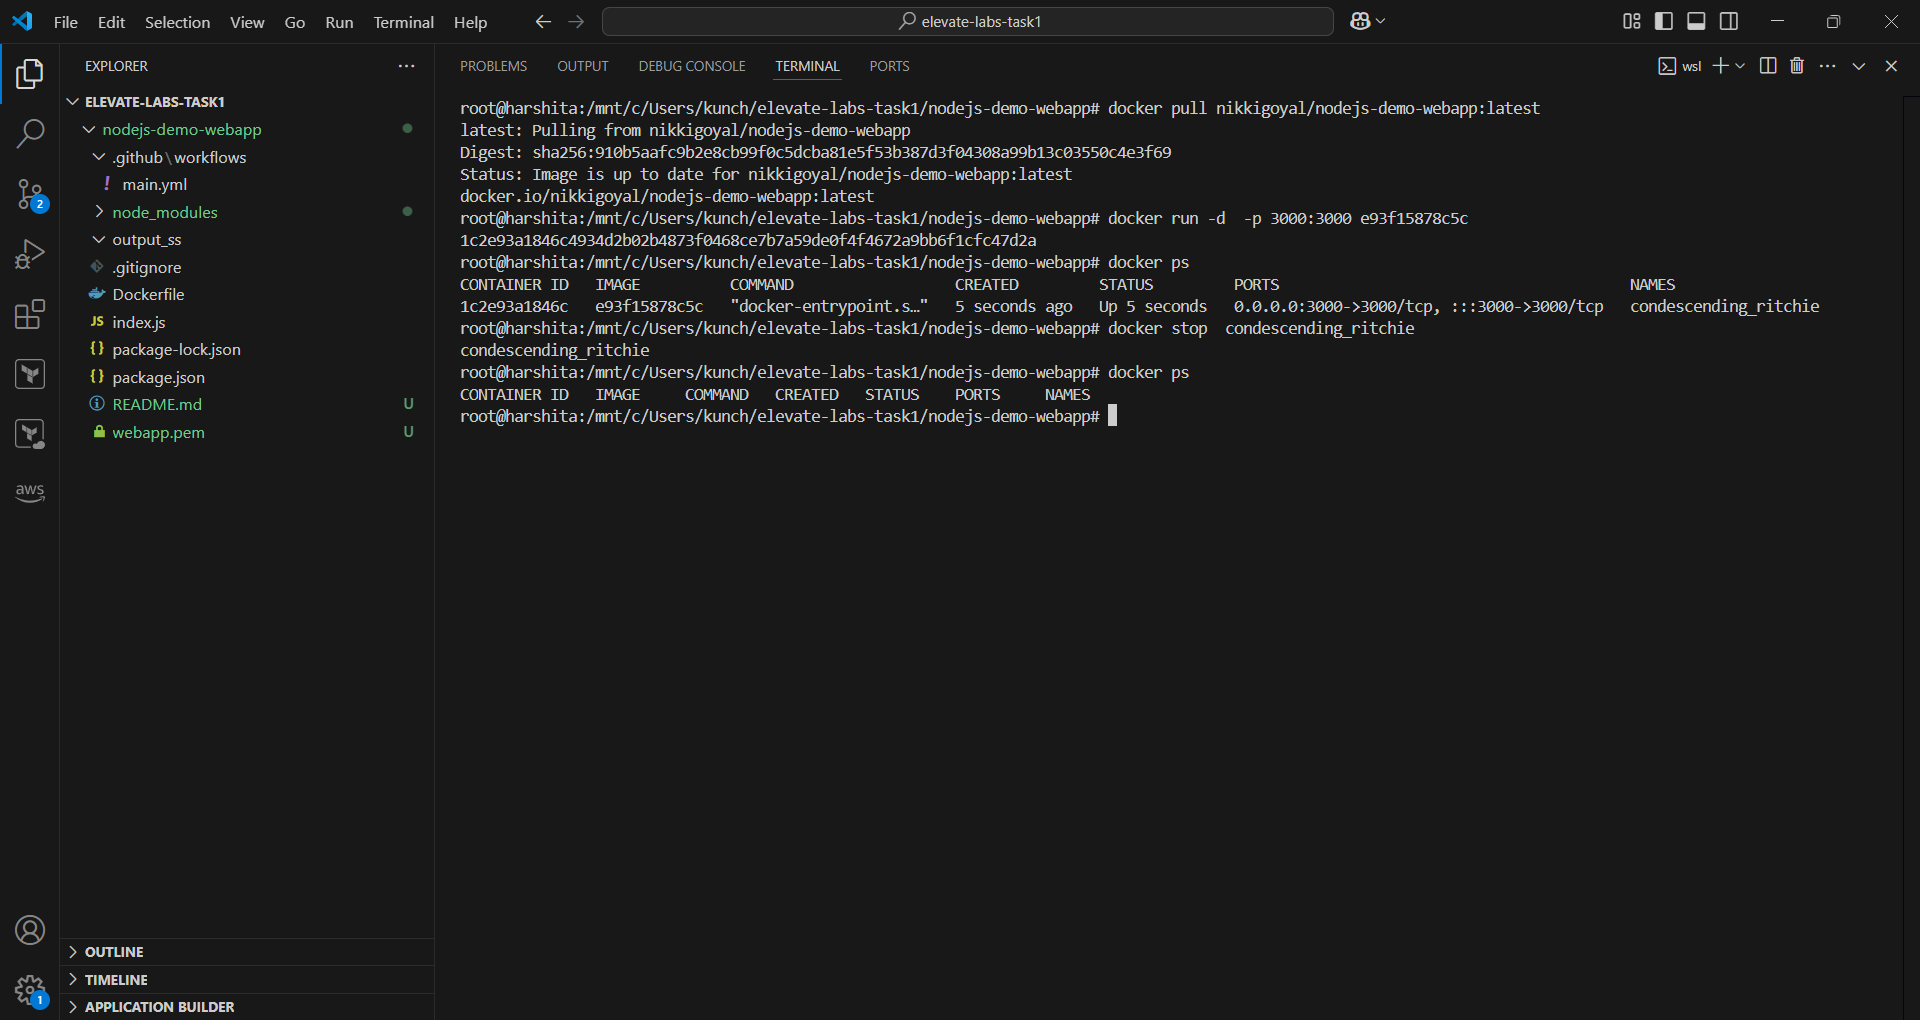 File Edit Selection View Go Run Terminal Help
elevate-labs-task1
EXPLORER
ELEVATE-LABS-TASK1
nodejs-demo-webapp
.github\workflows
! main.yml
node_modules
output_ss
.gitignore
Dockerfile
JS index.js
{} package-lock.json
{} package.json
README.md U
webapp.pem U
2
aws
1
OUTLINE
TIMELINE
APPLICATION BUILDER
PROBLEMS OUTPUT DEBUG CONSOLE TERMINAL PORTS
wsl
root@harshita:/mnt/c/Users/kunch/elevate-labs-task1/nodejs-demo-webapp# docker pull nikkigoyal/nodejs-demo-webapp:latest
latest: Pulling from nikkigoyal/nodejs-demo-webapp
Digest: sha256:910b5aafc9b2e8cb99f0c5dcba81e5f53b387d3f04308a99b13c03550c4e3f69
Status: Image is up to date for nikkigoyal/nodejs-demo-webapp:latest
docker.io/nikkigoyal/nodejs-demo-webapp:latest
root@harshita:/mnt/c/Users/kunch/elevate-labs-task1/nodejs-demo-webapp# docker run -d  -p 3000:3000 e93f15878c5c
1c2e93a1846c4934d2b02b4873f0468ce7b7a59de0f4f4672a9bb6f1cfc47d2a
root@harshita:/mnt/c/Users/kunch/elevate-labs-task1/nodejs-demo-webapp# docker ps
CONTAINER ID   IMAGE          COMMAND                  CREATED         STATUS         PORTS                                       NAMES
1c2e93a1846c   e93f15878c5c   "docker-entrypoint.s…"   5 seconds ago   Up 5 seconds   0.0.0.0:3000->3000/tcp, :::3000->3000/tcp   condescending_ritchie
root@harshita:/mnt/c/Users/kunch/elevate-labs-task1/nodejs-demo-webapp# docker stop  condescending_ritchie
condescending_ritchie
root@harshita:/mnt/c/Users/kunch/elevate-labs-task1/nodejs-demo-webapp# docker ps
CONTAINER ID   IMAGE     COMMAND   CREATED   STATUS    PORTS     NAMES
root@harshita:/mnt/c/Users/kunch/elevate-labs-task1/nodejs-demo-webapp#